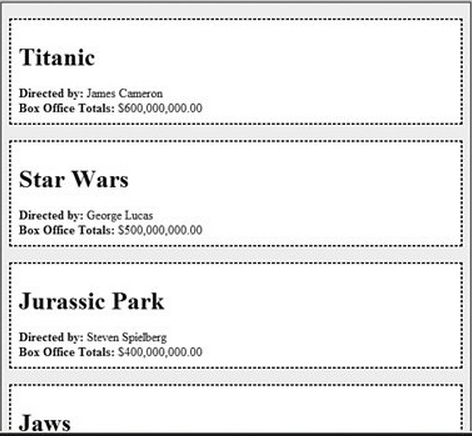 Titanic
Directed by: James Cameron
Box Office Totals: $600,000,000.00
Star Wars
Directed by: George Lucas
Box Office Totals: $500,000,000.00
Jurassic Park
Directed by: Steven Spielberg
Box Office Totals: $400,000,000.00
Jaws